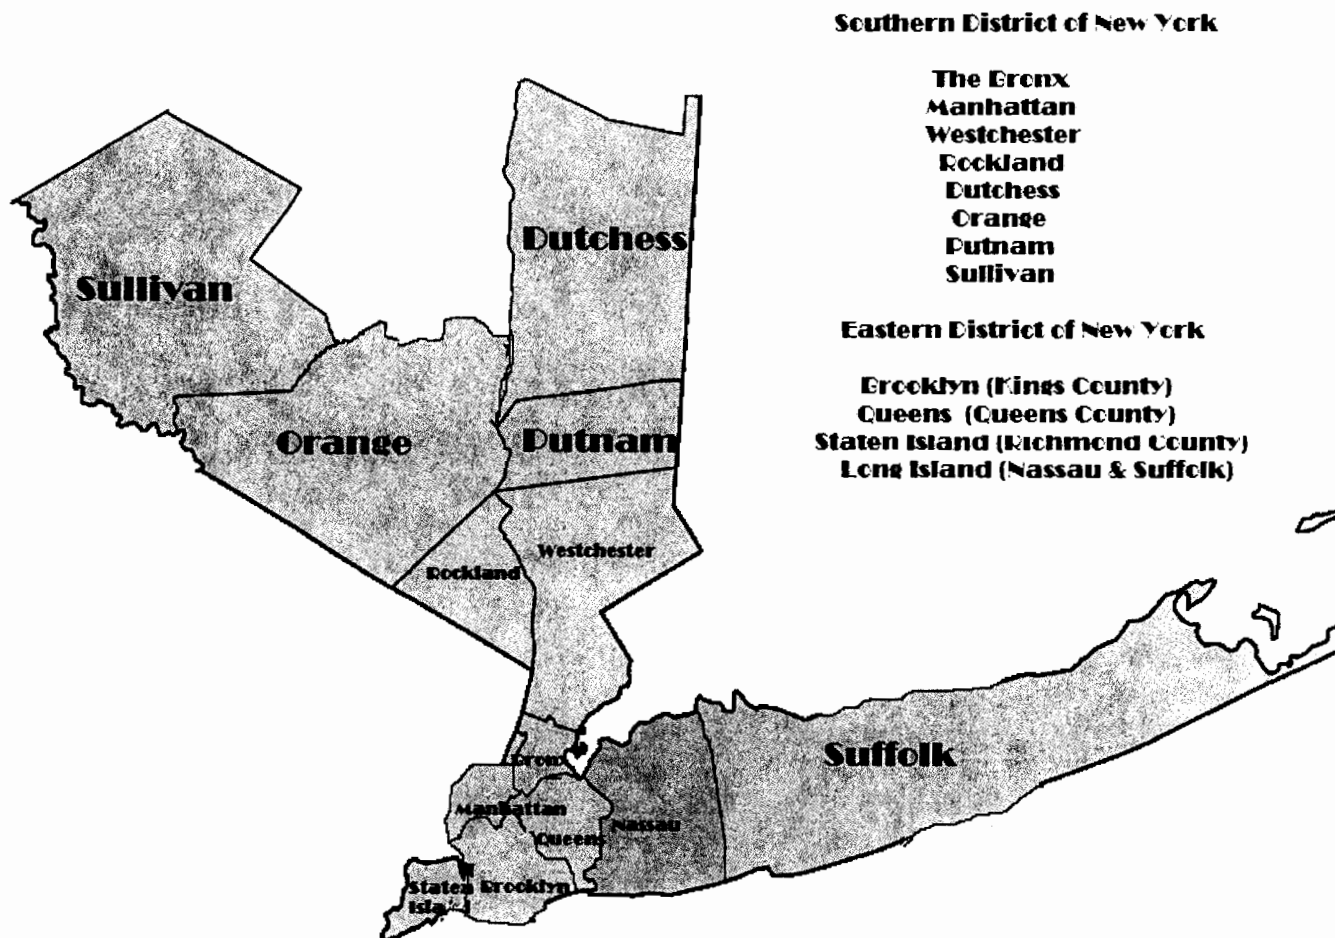 Southern District of New York
The Bronx
Manhattan
Westchester
Rockland
Dutchess
Orange
Putnam
Sullivan
Eastern District of New York
Brooklyn (Kings County)
Queens (Queens County)
Staten Island (Richmond County)
Long Island (Nassau & Suffolk)
Dutchess
Sullivan
Orange
Putnam
Westchester
Rockland
Suffolk
Bronx
Manhattan
Nassau
Queens
Staten
Brooklyn